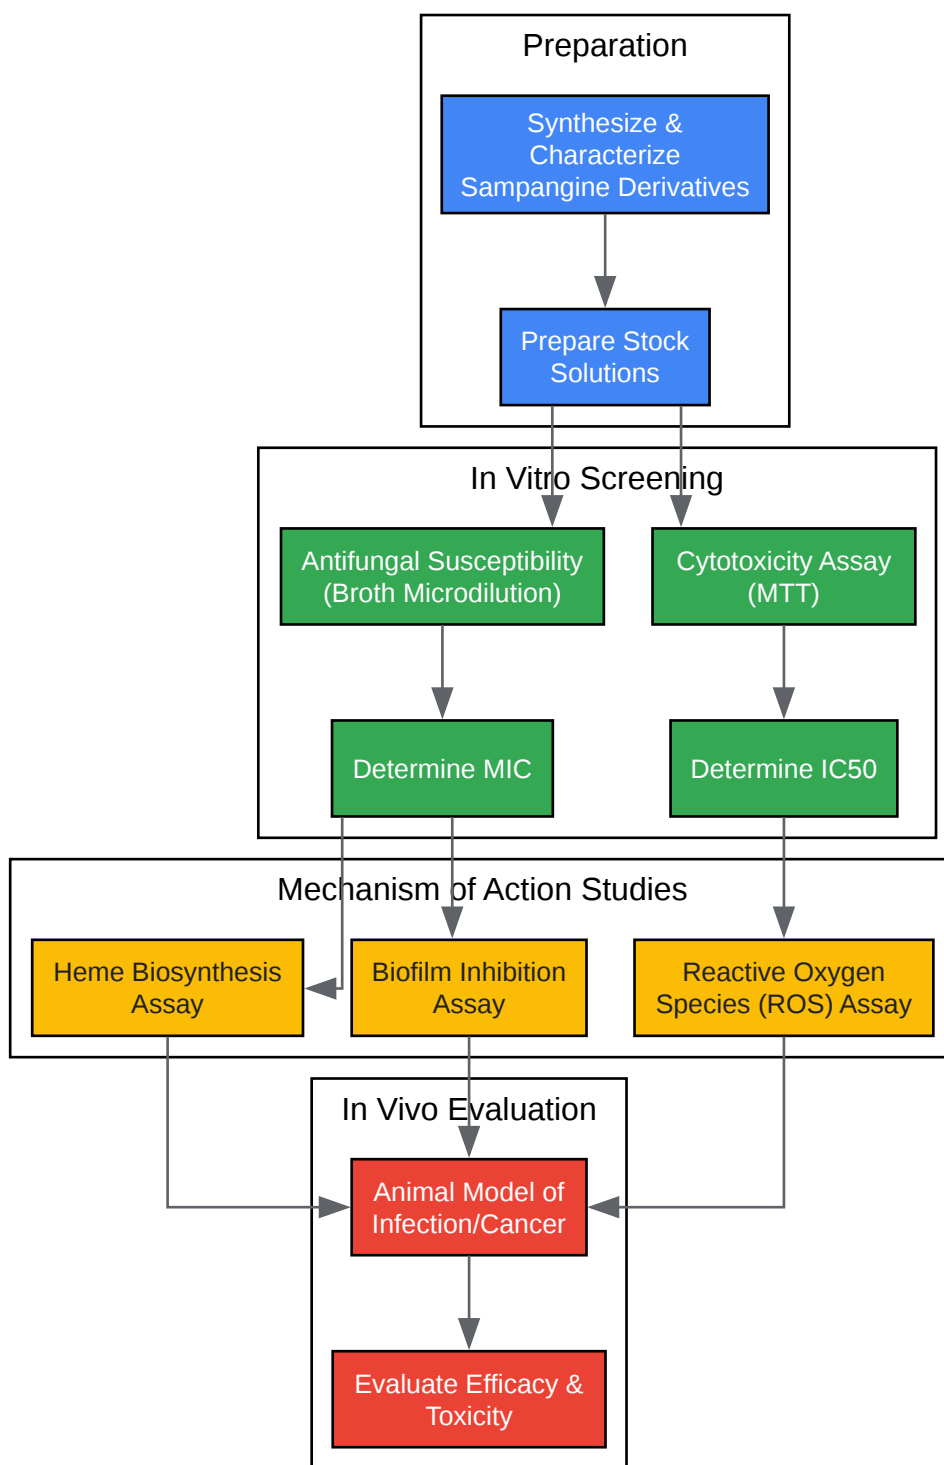 Preparation
Synthesize &
Characterize
Sampangine Derivatives
Prepare Stock
Solutions
In Vitro Screening
Antifungal Susceptibility
(Broth Microdilution)
Cytotoxicity Assay
(MTT)
Determine MIC
Determine IC50
Mechanism of Action Studies
Heme Biosynthesis
Assay
Biofilm Inhibition
Assay
Reactive Oxygen
Species (ROS) Assay
In Vivo Evaluation
Animal Model of
Infection/Cancer
Evaluate Efficacy &
Toxicity